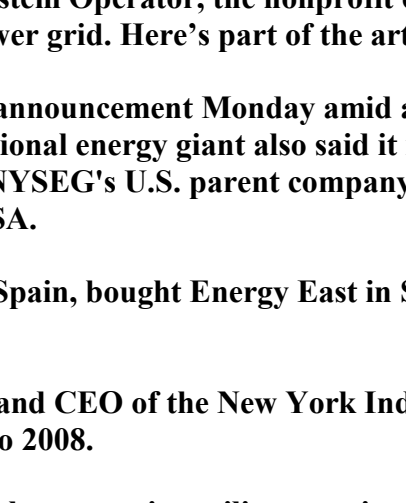 Operator, the nonprofit
wer grid. Here’s part of the art
announcement Monday amid a
ional energy giant also said it
NYSEG's U.S. parent company
SA.
Spain, bought Energy East in S
and CEO of the New York Ind
o 2008.